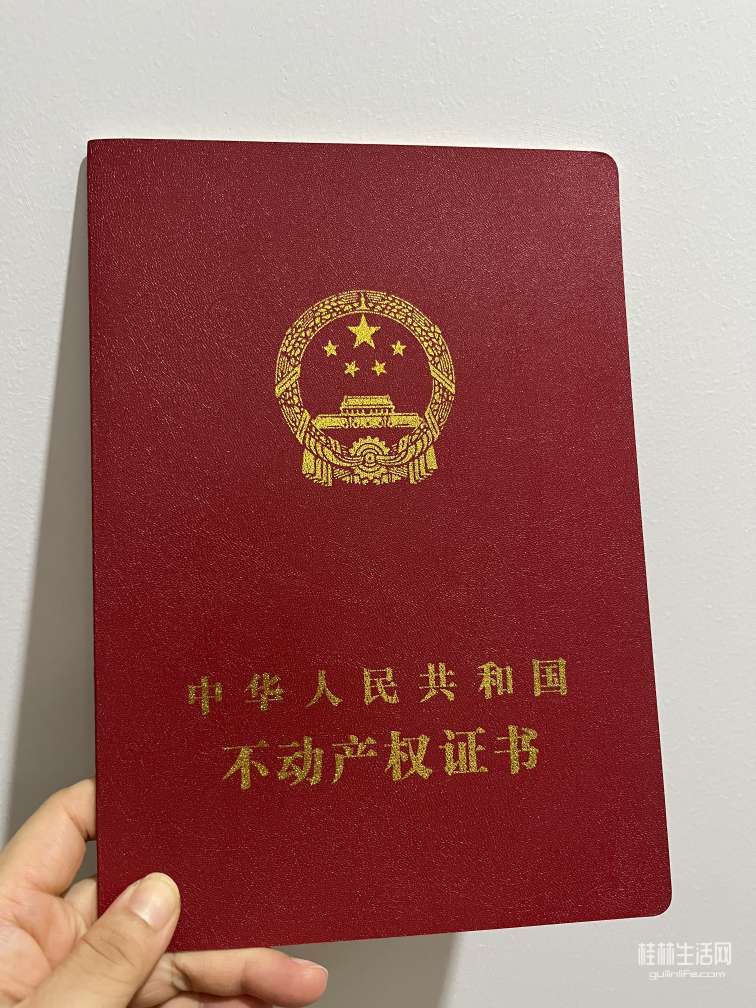 中华人民共和国
不动产权证书
桂林生活网
guilinlife.com